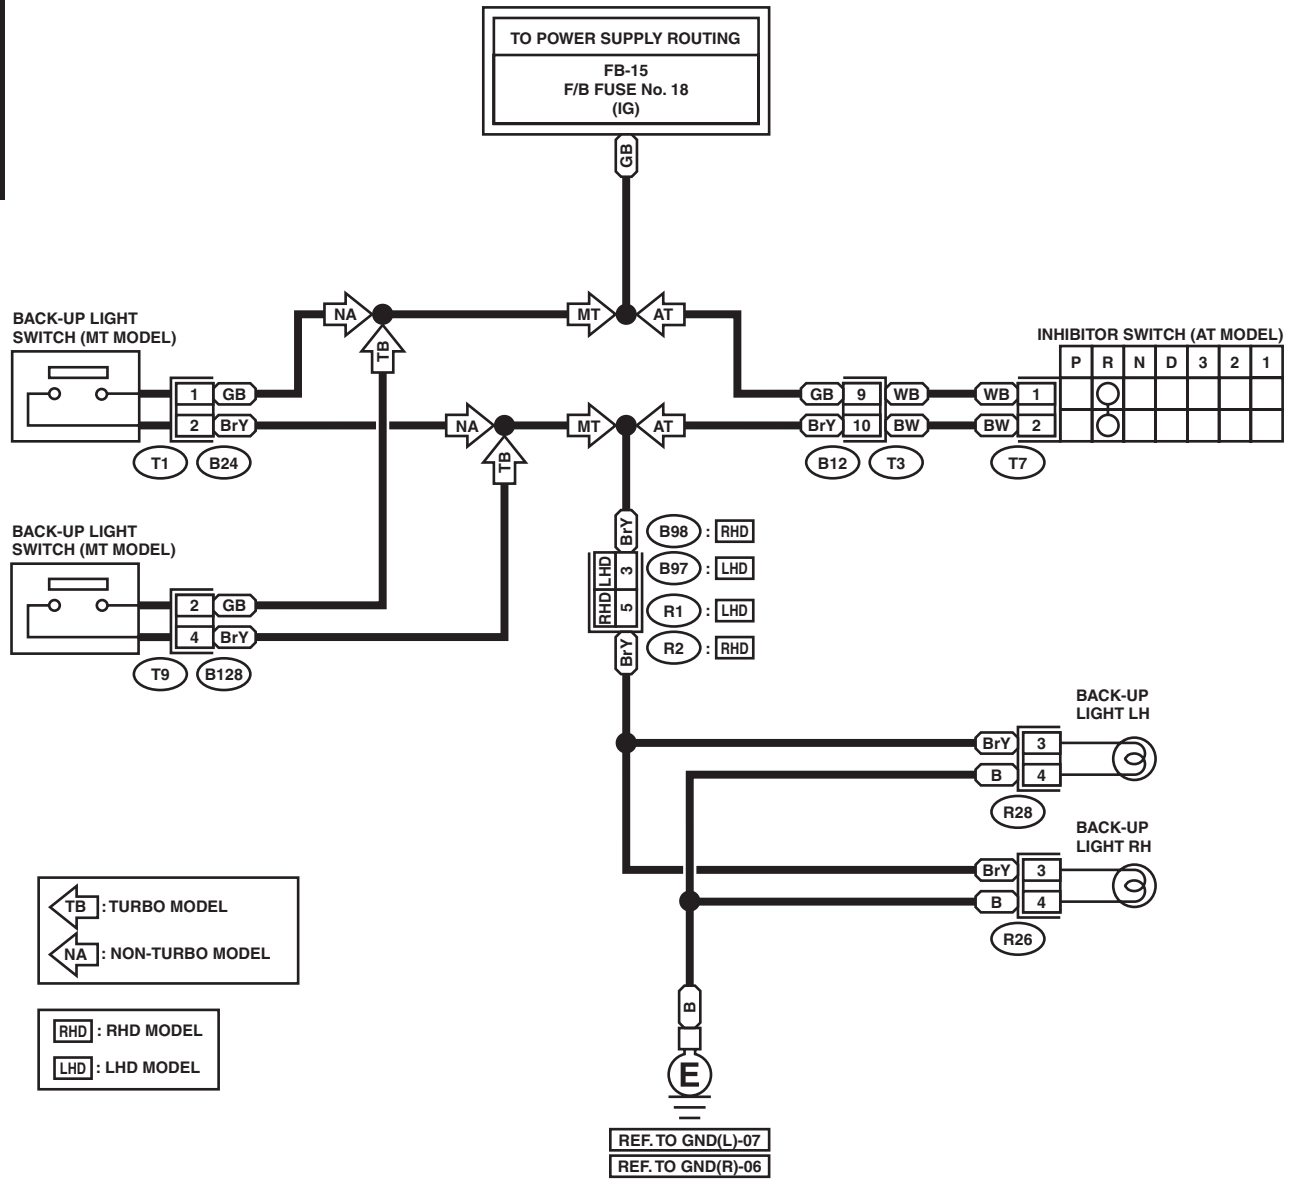 TO POWER SUPPLY ROUTING
FB-15
F/B FUSE No. 18
(IG)
GB
BACK-UP LIGHT
SWITCH (MT MODEL)
NA
MT
AT
TB
INHIBITOR SWITCH (AT MODEL)
P R N D 3 2 1
1 GB
2 BrY
T1 B24
NA
MT
AT
TB
GB 9 WB
BrY 10 BW
B12 T3
WB 1
BW 2
T7
BACK-UP LIGHT
SWITCH (MT MODEL)
2 GB
4 BrY
T9 B128
BrY
LHD 3
RHD 5
BrY
B98 : RHD
B97 : LHD
R1 : LHD
R2 : RHD
BACK-UP
LIGHT LH
BrY 3
B 4
R28
BACK-UP
LIGHT RH
BrY 3
B 4
R26
TB : TURBO MODEL
NA : NON-TURBO MODEL
RHD : RHD MODEL
LHD : LHD MODEL
B
E
REF. TO GND(L)-07
REF. TO GND(R)-06